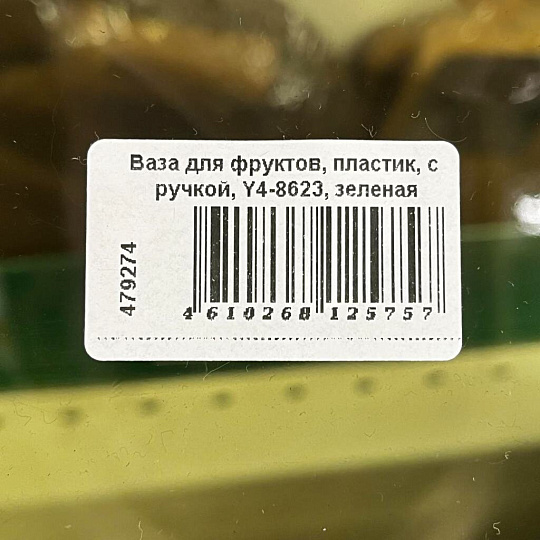 Ваза для фруктов, пластик, с
ручкой, Y4-8623, зеленая
479274
4 610268 125757